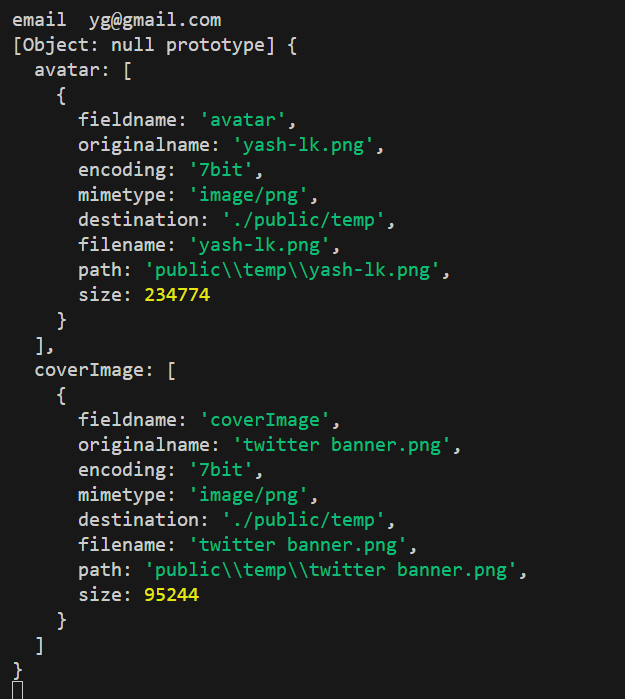 email  yg@gmail.com
[Object: null prototype] {
  avatar: [
    {
      fieldname: 'avatar',
      originalname: 'yash-lk.png',
      encoding: '7bit',
      mimetype: 'image/png',
      destination: './public/temp',
      filename: 'yash-lk.png',
      path: 'public\\temp\\yash-lk.png',
      size: 234774
    }
  ],
  coverImage: [
    {
      fieldname: 'coverImage',
      originalname: 'twitter banner.png',
      encoding: '7bit',
      mimetype: 'image/png',
      destination: './public/temp',
      filename: 'twitter banner.png',
      path: 'public\\temp\\twitter banner.png',
      size: 95244
    }
  ]
}